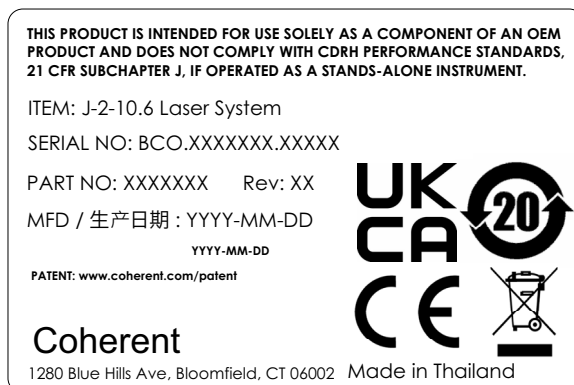 THIS PRODUCT IS INTENDED FOR USE SOLELY AS A COMPONENT OF AN OEM
PRODUCT AND DOES NOT COMPLY WITH CDRH PERFORMANCE STANDARDS,
21 CFR SUBCHAPTER J, IF OPERATED AS A STANDS-ALONE INSTRUMENT.
ITEM: J-2-10.6 Laser System
SERIAL NO: BCO.XXXXXXX.XXXXX
PART NO: XXXXXXX Rev: XX
MFD / 生产日期 : YYYY-MM-DD
YYYY-MM-DD
PATENT: www.coherent.com/patent
UK
CA
20
CE
Coherent
1280 Blue Hills Ave, Bloomfield, CT 06002 Made in Thailand